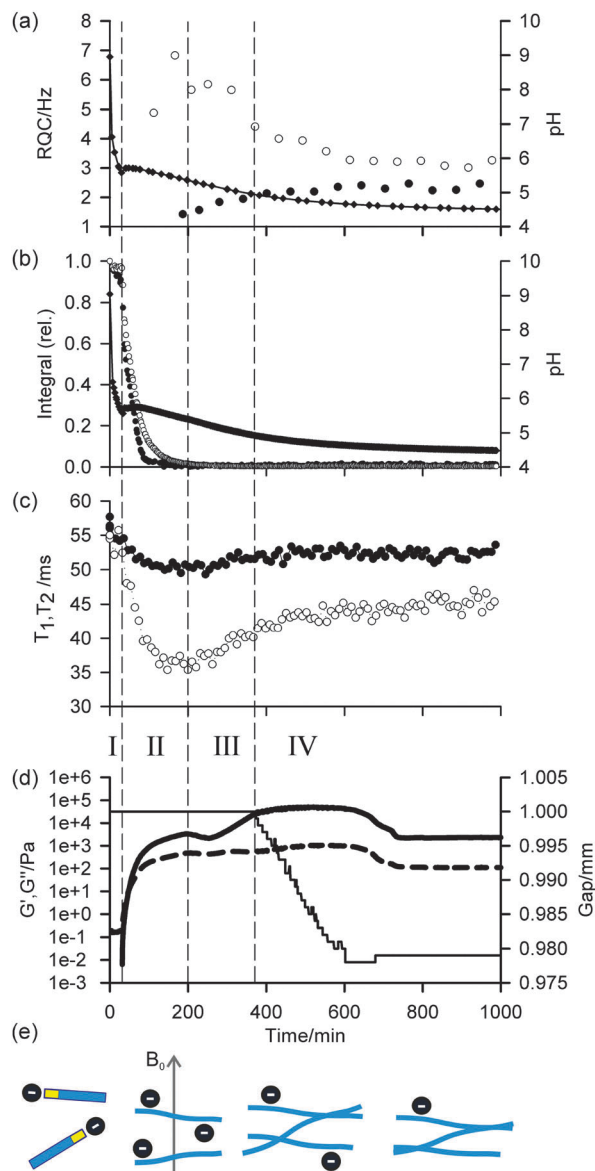 (a)
8
7
6
5
4
3
2
1
RQC/Hz
10
9
8
7
6
5
4
pH
(b)
1.0
0.8
0.6
0.4
0.2
0.0
Integral (rel.)
10
9
8
7
6
5
4
pH
(c)
60
55
50
45
40
35
30
T1,T2 /ms
I II III IV
(d)
1e+6
1e+5
1e+4
1e+3
1e+2
1e+1
1e+0
1e-1
1e-2
1e-3
G',G''/Pa
1.005
1.000
0.995
0.990
0.985
0.980
0.975
Gap/mm
0 200 400 600 800 1000
Time/min
(e)
B0
- - - - - - -